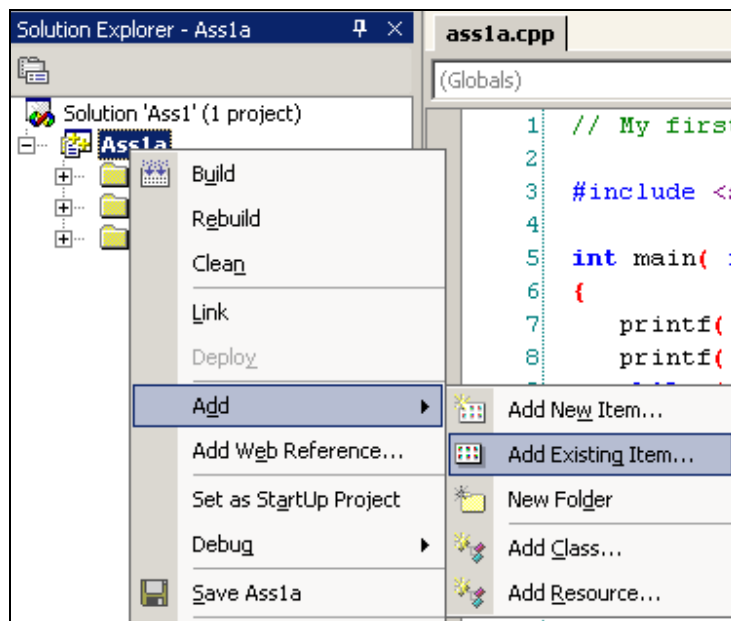 Solution Explorer - Ass1a
Solution 'Ass1' (1 project)
Ass1a
Build
Rebuild
Clean
Link
Deploy
Add
Add Web Reference...
Set as StartUp Project
Debug
Save Ass1a
Add New Item...
Add Existing Item...
New Folder
Add Class...
Add Resource...
ass1a.cpp
(Globals)
1 // My first
2
3 #include <
4
5 int main(
6 {
7 printf(
8 printf(